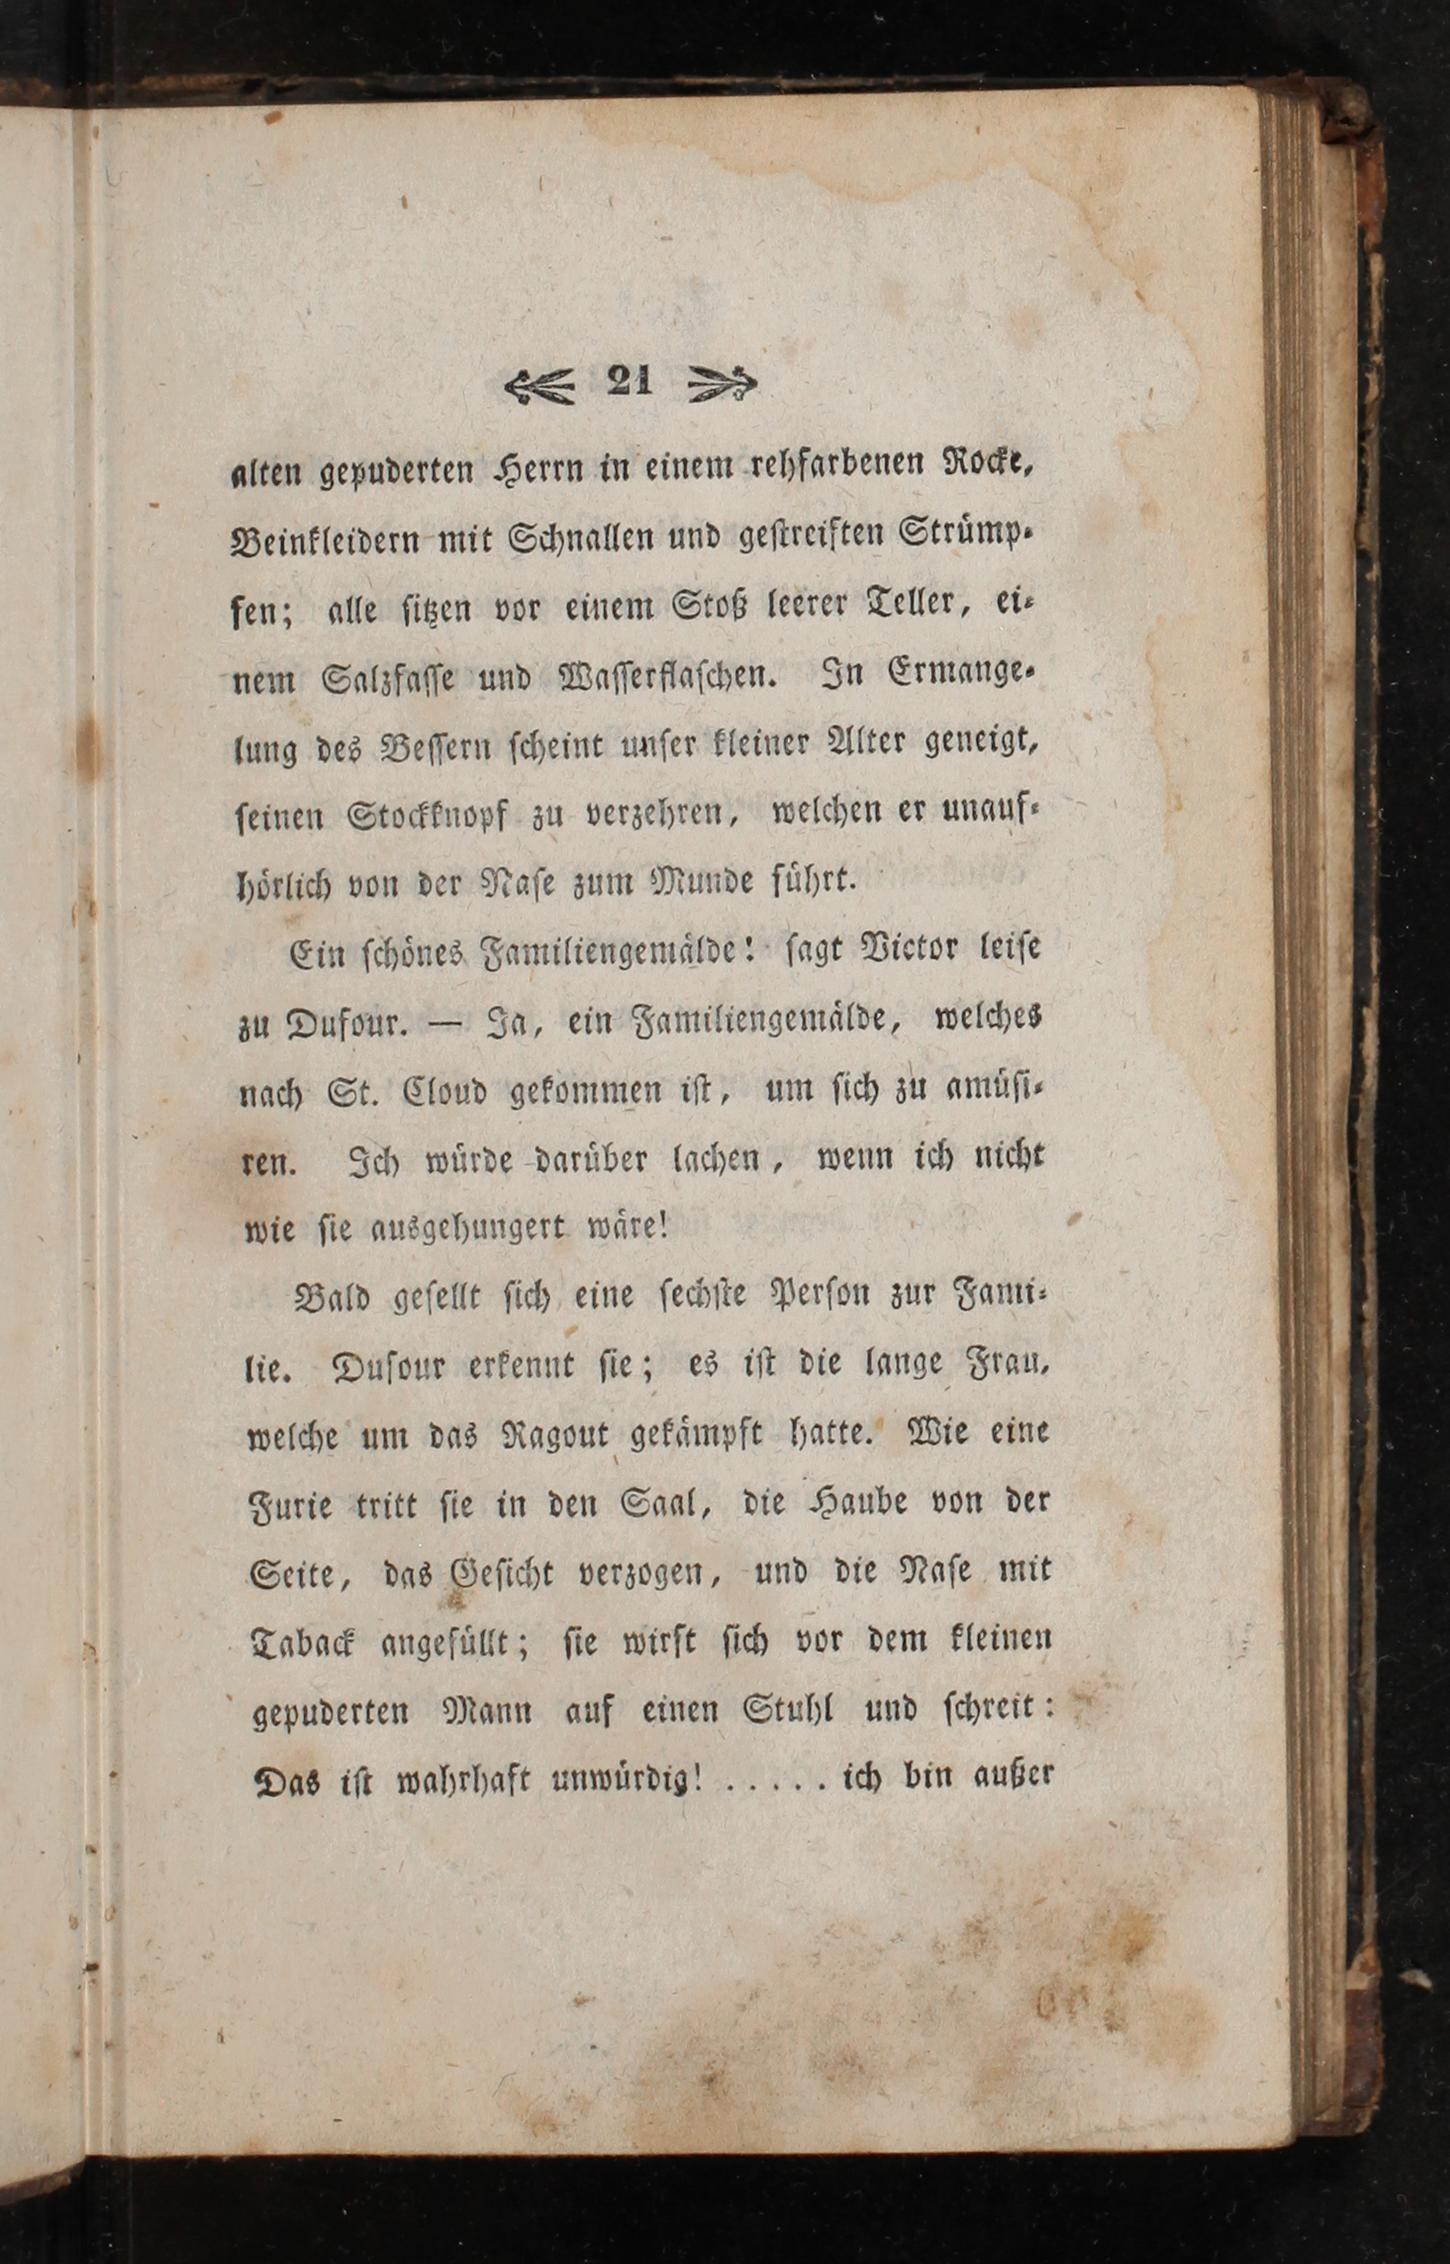 21
alten gepuderten Herrn in einem rehfarbenen Rocke,
Beinkleidern mit Schnallen und geſtreiften Strümp-
fen; alle ſitzen vor einem Stoß leerer Teller, ei-
nem Salzfaſſe und Waſſerflaſchen. In Ermange-
lung des Beſſern ſcheint unſer kleiner Alter geneigt,
ſeinen Stockknopf zu verzehren, welchen er unauf-
hörlich von der Naſe zum Munde führt.
Ein ſchönes Familiengemälde! ſagt Victor leiſe
zu Dufour. — Ja, ein Familiengemälde, welches
nach St. Cloud gekommen iſt, um ſich zu amüſi-
ren. Ich würde darüber lachen, wenn ich nicht
wie ſie ausgehungert wäre!
Bald geſellt ſich eine ſechſte Perſon zur Fami-
lie. Dufour erkennt ſie; es iſt die lange Frau,
welche um das Ragout gekämpft hatte. Wie eine
Furie tritt ſie in den Saal, die Haube von der
Seite, das Geſicht verzogen, und die Naſe mit
Taback angefüllt; ſie wirft ſich vor dem kleinen
gepuderten Mann auf einen Stuhl und ſchreit:
Das iſt wahrhaft unwürdig! ..... ich bin außer